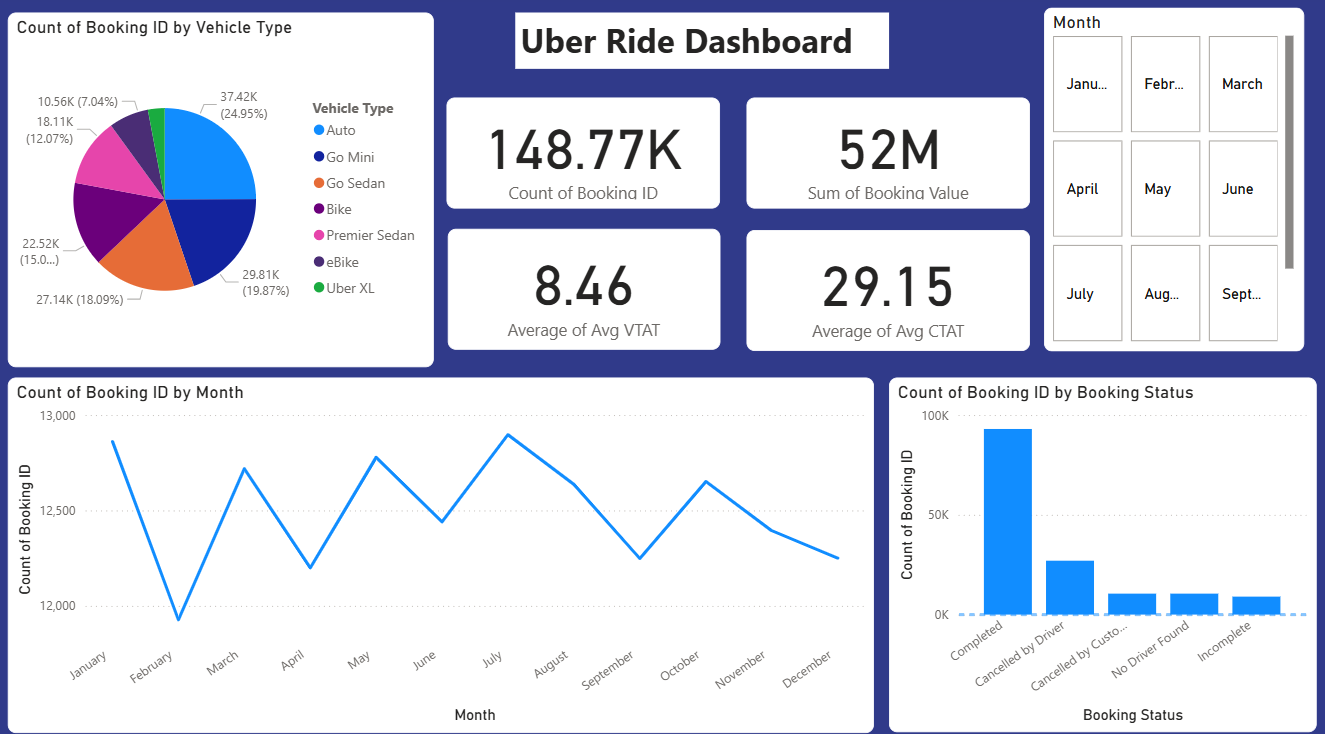 Count of Booking ID by Vehicle Type
10.56K (7.04%)
37.42K
(24.95%)
18.11K
(12.07%)
22.52K
(15.0...)
27.14K (18.09%)
29.81K
(19.87%)
Vehicle Type
Auto
Go Mini
Go Sedan
Bike
Premier Sedan
eBike
Uber XL
Uber Ride Dashboard
148.77K
Count of Booking ID
52M
Sum of Booking Value
8.46
Average of Avg VTAT
29.15
Average of Avg CTAT
Month
Janu...
Febr...
March
April
May
June
July
Aug...
Sept...
Count of Booking ID by Month
Count of Booking ID
13,000
12,500
12,000
January
February
March
April
May
June
July
August
September
October
November
December
Month
Count of Booking ID by Booking Status
Count of Booking ID
100K
50K
0K
Completed
Cancelled by Driver
Cancelled by Custo...
No Driver Found
Incomplete
Booking Status